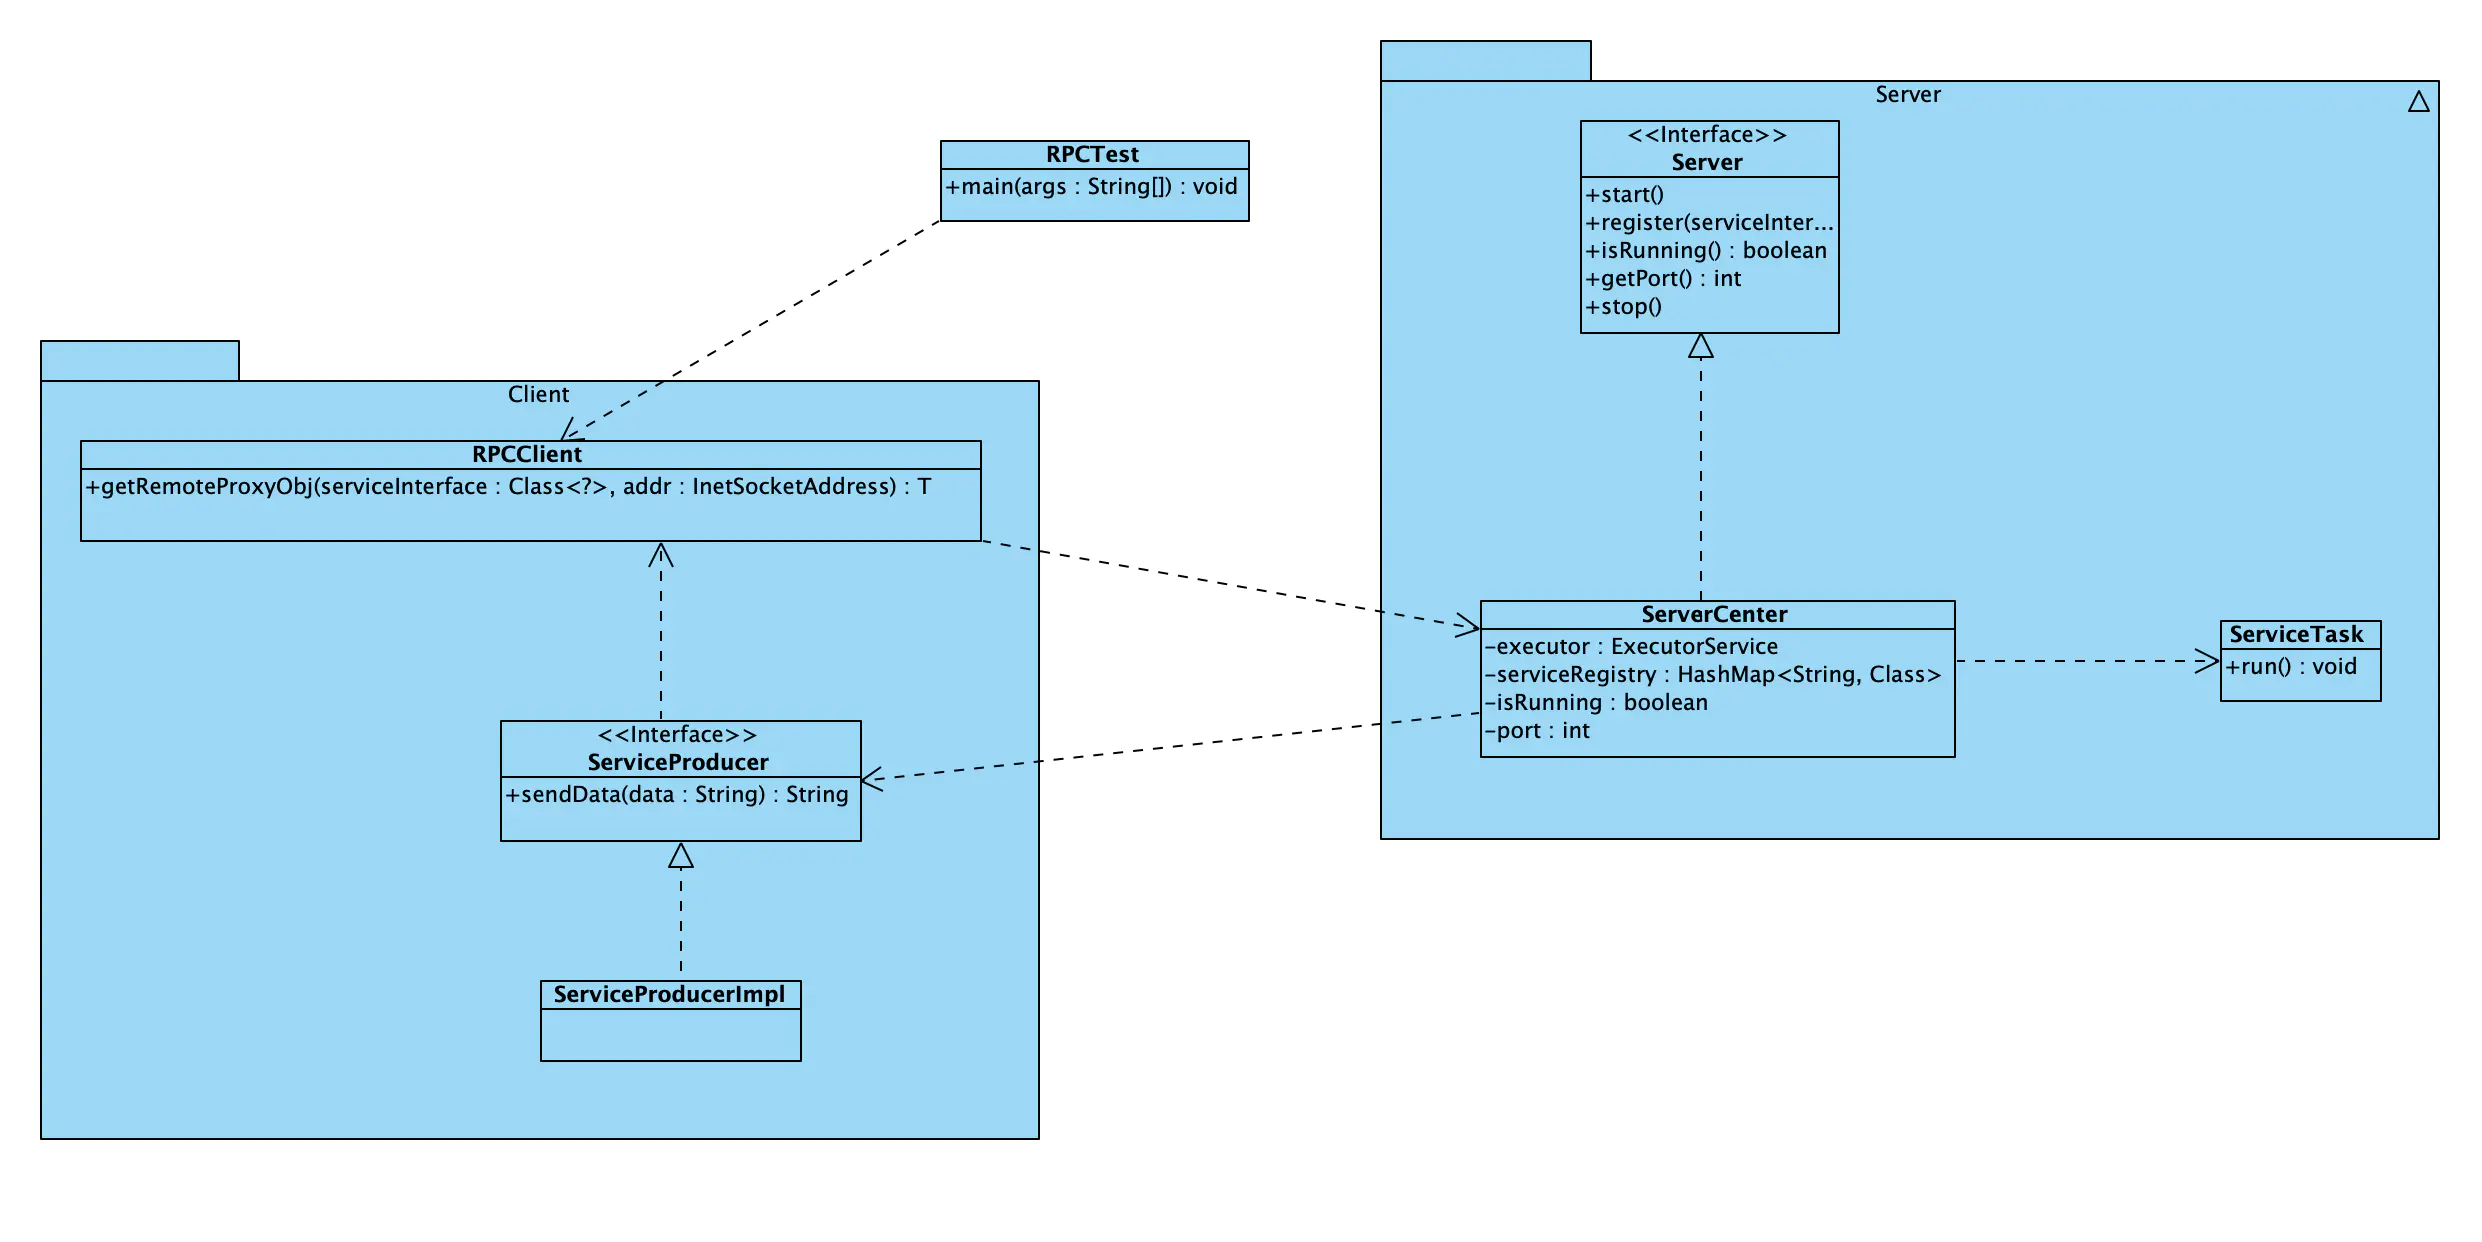 Server
<<Interface>>
Server
+start()
+register(serviceInter...
+isRunning() : boolean
+getPort() : int
+stop()
RPCTest
+main(args : String[]) : void
Client
RPCClient
+getRemoteProxyObj(serviceInterface : Class<?>, addr : InetSocketAddress) : T
ServerCenter
-executor : ExecutorService
-serviceRegistry : HashMap<String, Class>
-isRunning : boolean
-port : int
ServiceTask
+run() : void
<<Interface>>
ServiceProducer
+sendData(data : String) : String
ServiceProducerImpl